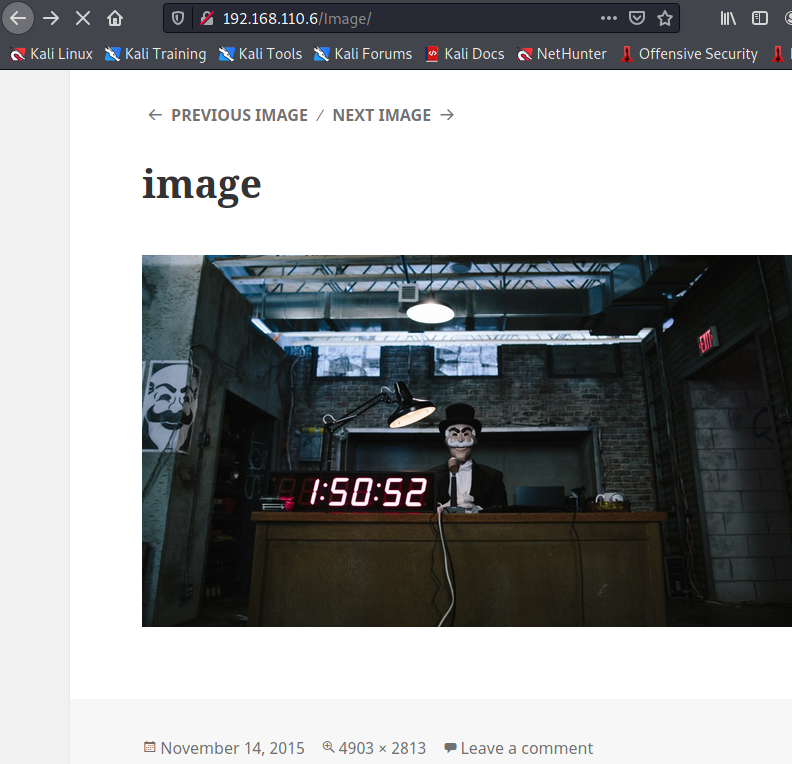 192.168.110.6/Image/
Kali Linux Kali Training Kali Tools Kali Forums Kali Docs NetHunter Offensive Security
← PREVIOUS IMAGE / NEXT IMAGE →
image
EXIT
1:50:52
November 14, 2015 4903 × 2813 Leave a comment